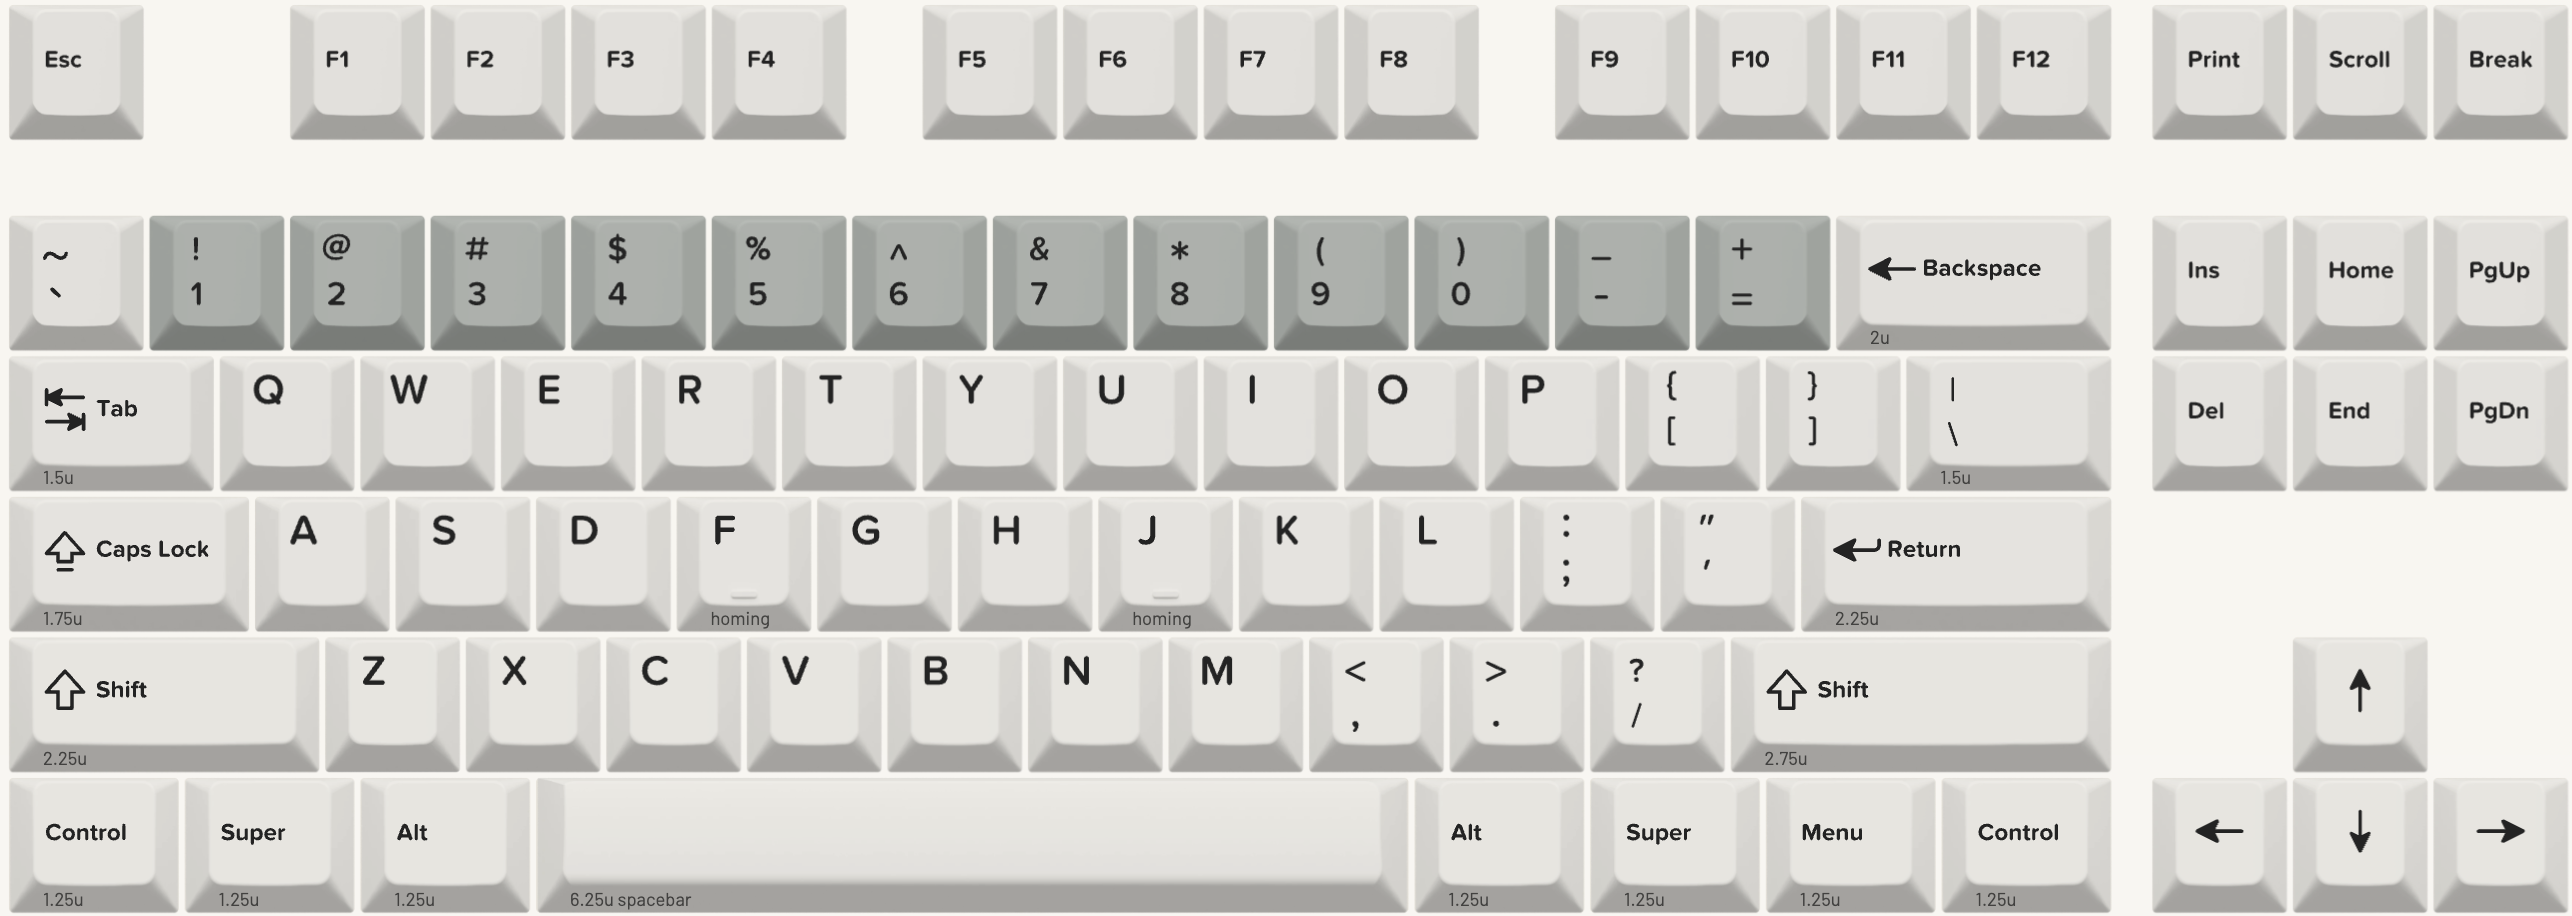 Esc F1 F2 F3 F4 F5 F6 F7 F8 F9 F10 F11 F12 Print Scroll Break
~ ! @ # $ % ^ & * ( ) _ +
` 1 2 3 4 5 6 7 8 9 0 - = ← Backspace Ins Home PgUp
2u
Q W E R T Y U I O P { } |
Tab [ ] \ Del End PgDn
1.5u 1.5u
A S D F G H J K L : "
Caps Lock ; ' Return
1.75u homing homing 2.25u
Z X C V B N M < > ?
Shift , . / Shift ↑
2.25u 2.75u
Control Super Alt Alt Super Menu Control ← ↓ →
1.25u 1.25u 1.25u 6.25u spacebar 1.25u 1.25u 1.25u 1.25u